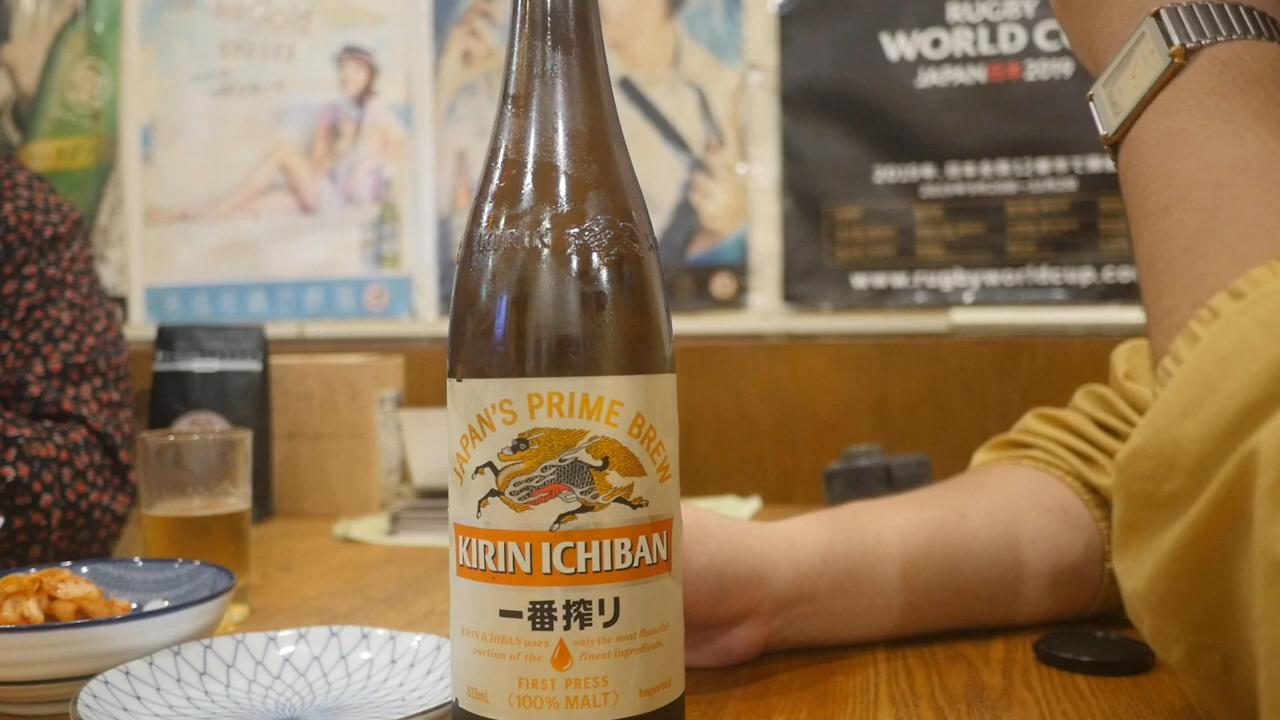 RUGBY
WORLD CU
JAPAN日本2019
www.rugbyworldcup.co
KIRIN
JAPAN'S PRIME BREW
KIRIN ICHIBAN
一番搾り
KIRIN ICHIBAN uses only the most flavorful
portion of the finest ingredients.
FIRST PRESS
633mL 〈100% MALT〉 Imported